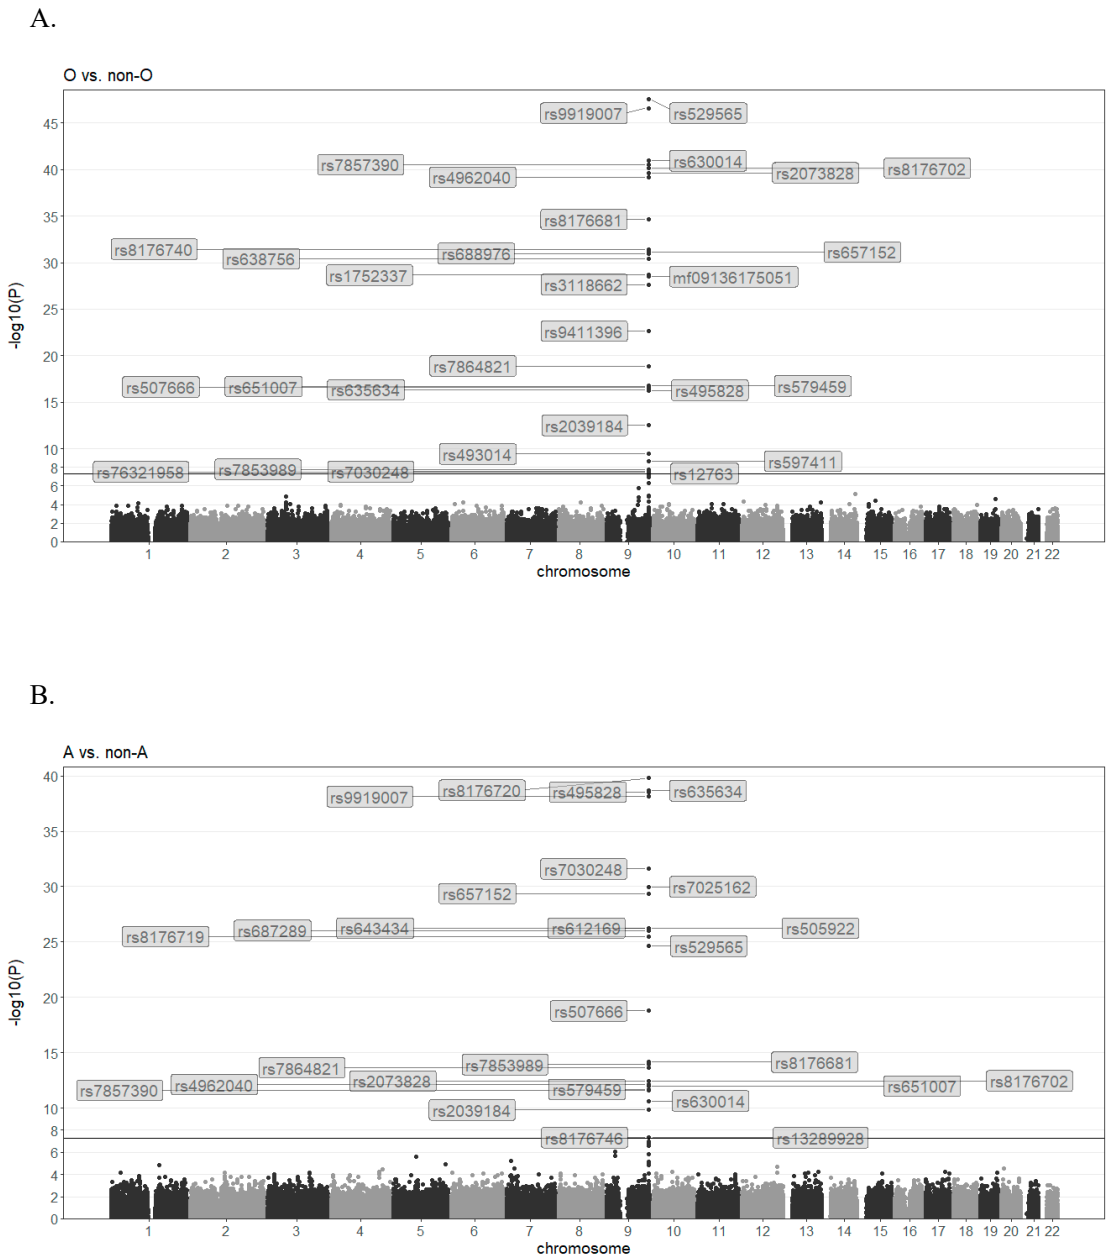 A.
O vs. non-O
rs9919007
rs529565
45
rs7857390
rs630014
rs8176702
40
rs4962040
rs2073828
rs8176681
35
rs8176740
rs638756
rs688976
rs657152
30
rs1752337
mf09136175051
rs3118662
-log10(P)
25
rs9411396
20
rs7864821
rs507666
rs651007
rs635634
rs495828
rs579459
15
rs2039184
10
rs493014
rs597411
8
rs76321958
rs7853989
rs7030248
rs12763
6
4
2
0
1 2 3 4 5 6 7 8 9 10 11 12 13 14 15 16 17 18 19 20 21 22
chromosome
B.
A vs. non-A
40
rs9919007
rs8176720
rs495828
rs635634
35
rs7030248
30
rs657152
rs7025162
rs8176719
rs687289
rs643434
rs612169
rs505922
25
rs529565
-log10(P)
20
rs507666
15
rs7864821
rs7853989
rs8176681
rs7857390
rs4962040
rs2073828
rs579459
rs651007
rs8176702
10
rs2039184
rs630014
8
rs8176746
rs13289928
6
4
2
0
1 2 3 4 5 6 7 8 9 10 11 12 13 14 15 16 17 18 19 20 21 22
chromosome